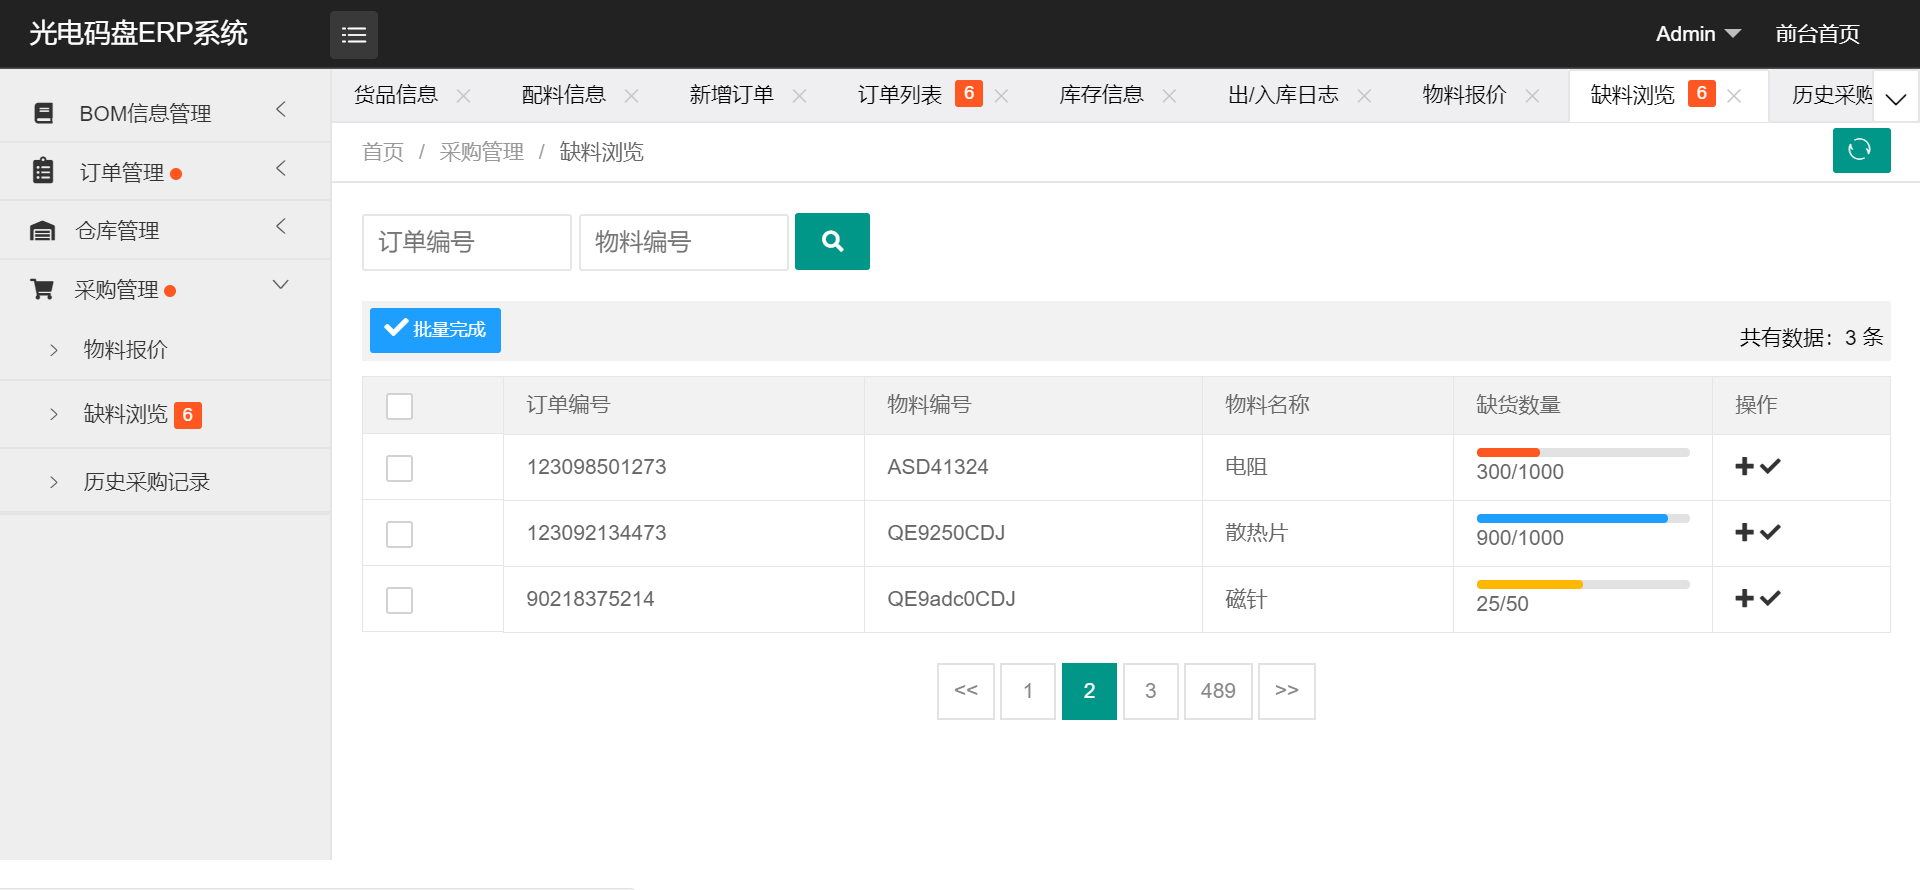 光电码盘ERP系统
Admin
前台首页
BOM信息管理
订单管理
仓库管理
采购管理
物料报价
缺料浏览 6
历史采购记录
货品信息
配料信息
新增订单
订单列表 6
库存信息
出/入库日志
物料报价
缺料浏览 6
历史采购
首页 / 采购管理 / 缺料浏览
订单编号
物料编号
批量完成
共有数据：3 条
订单编号 物料编号 物料名称 缺货数量 操作
123098501273 ASD41324 电阻 300/1000
123092134473 QE9250CDJ 散热片 900/1000
90218375214 QE9adc0CDJ 磁针 25/50
<< 1 2 3 489 >>